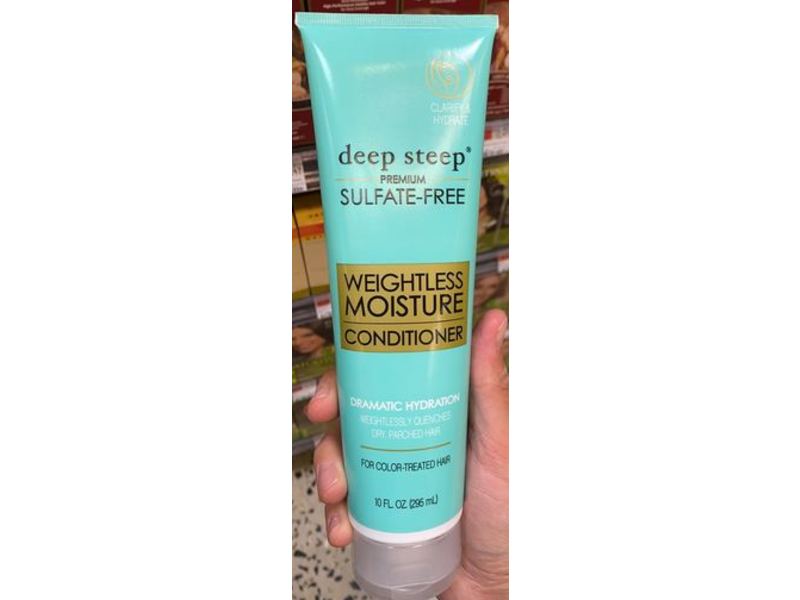 CLARIFY &
HYDRATE
deep steep®
PREMIUM
SULFATE-FREE
WEIGHTLESS
MOISTURE
CONDITIONER
DRAMATIC HYDRATION
WEIGHTLESSLY QUENCHES
DRY, PARCHED HAIR
FOR COLOR-TREATED HAIR
10 FL. OZ. (295 mL)